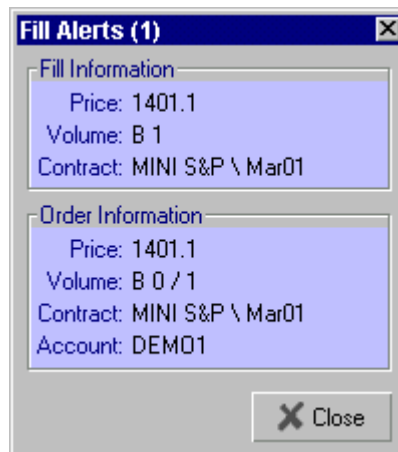 Fill Alerts (1)
Fill Information
Price: 1401.1
Volume: B 1
Contract: MINI S&P \ Mar01
Order Information
Price: 1401.1
Volume: B 0 / 1
Contract: MINI S&P \ Mar01
Account: DEMO1
Close